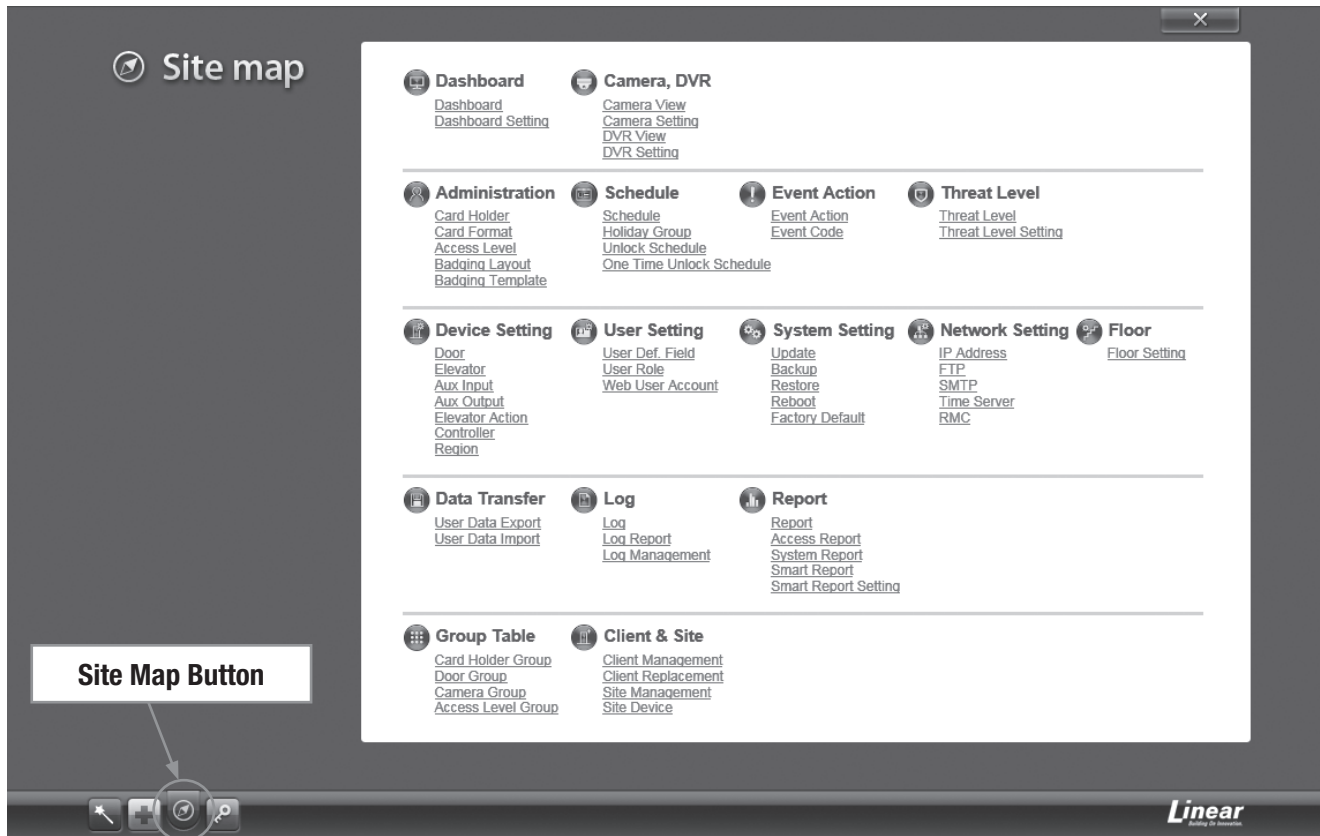 Site map
Dashboard
Dashboard
Dashboard Setting
Camera, DVR
Camera View
Camera Setting
DVR View
DVR Setting
Administration
Card Holder
Card Format
Access Level
Badging Layout
Badging Template
Schedule
Schedule
Holiday Group
Unlock Schedule
One Time Unlock Schedule
Event Action
Event Action
Event Code
Threat Level
Threat Level
Threat Level Setting
Device Setting
Door
Elevator
Aux Input
Aux Output
Elevator Action
Controller
Region
User Setting
User Def. Field
User Role
Web User Account
System Setting
Update
Backup
Restore
Reboot
Factory Default
Network Setting
IP Address
FTP
SMTP
Time Server
RMC
Floor
Floor Setting
Data Transfer
User Data Export
User Data Import
Log
Log
Log Report
Log Management
Report
Report
Access Report
System Report
Smart Report
Smart Report Setting
Group Table
Card Holder Group
Door Group
Camera Group
Access Level Group
Client & Site
Client Management
Client Replacement
Site Management
Site Device
Site Map Button
Linear
Building On Innovation.